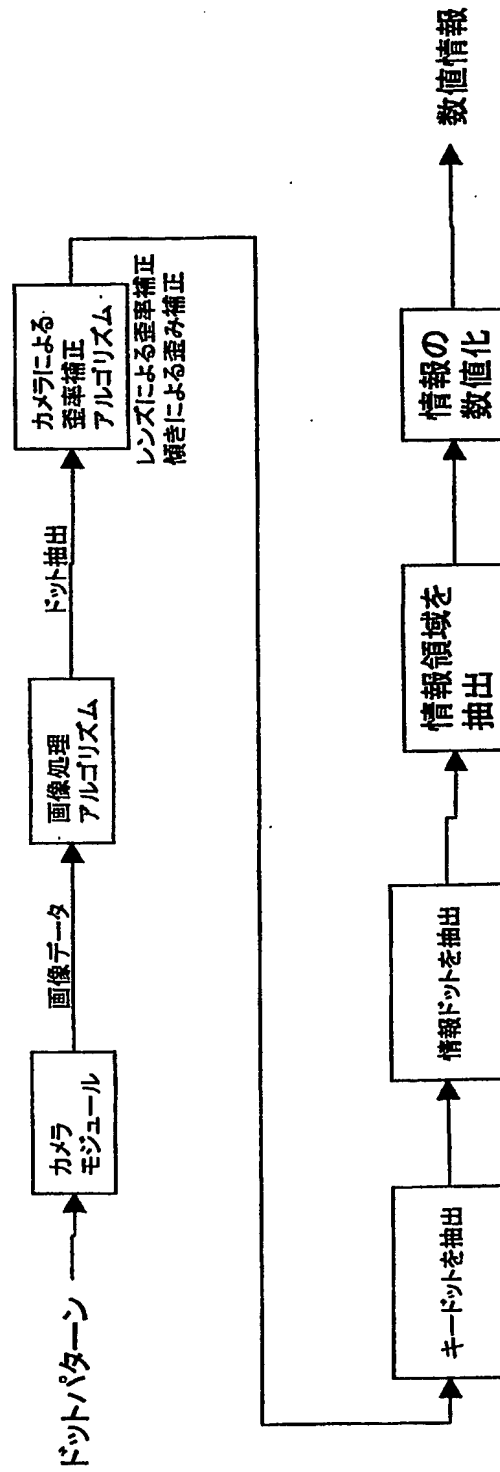 ドットパターン
カメラ
モジュール
画像データ
画像処理
アルゴリズム
ドット抽出
カメラによる
歪率補正
アルゴリズム
レンズによる歪率補正
傾きによる歪み補正
キードットを抽出
情報ドットを抽出
情報領域を
抽出
情報の
数値化
数値情報